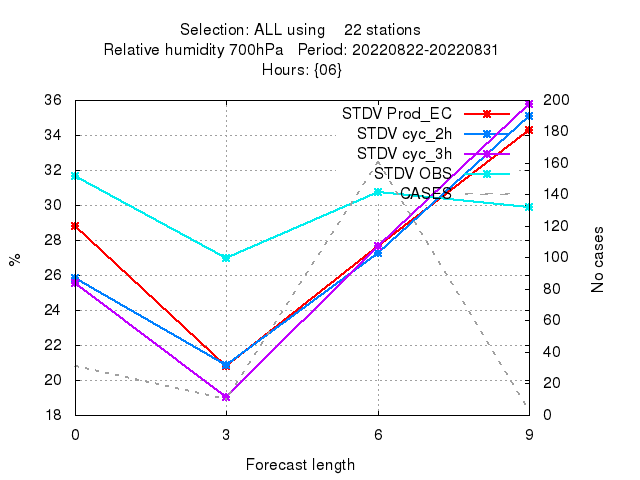 Selection: ALL using 22 stations
Relative humidity 700hPa Period: 20220822-20220831
Hours: {06}
36 200
34 180
32 160
30 140
28 120
26 100
24 80
22 60
20 40
18 20
0
STDV Prod_EC
STDV cyc_2h
STDV cyc_3h
STDV OBS
CASES
%
No cases
0 3 6 9
Forecast length